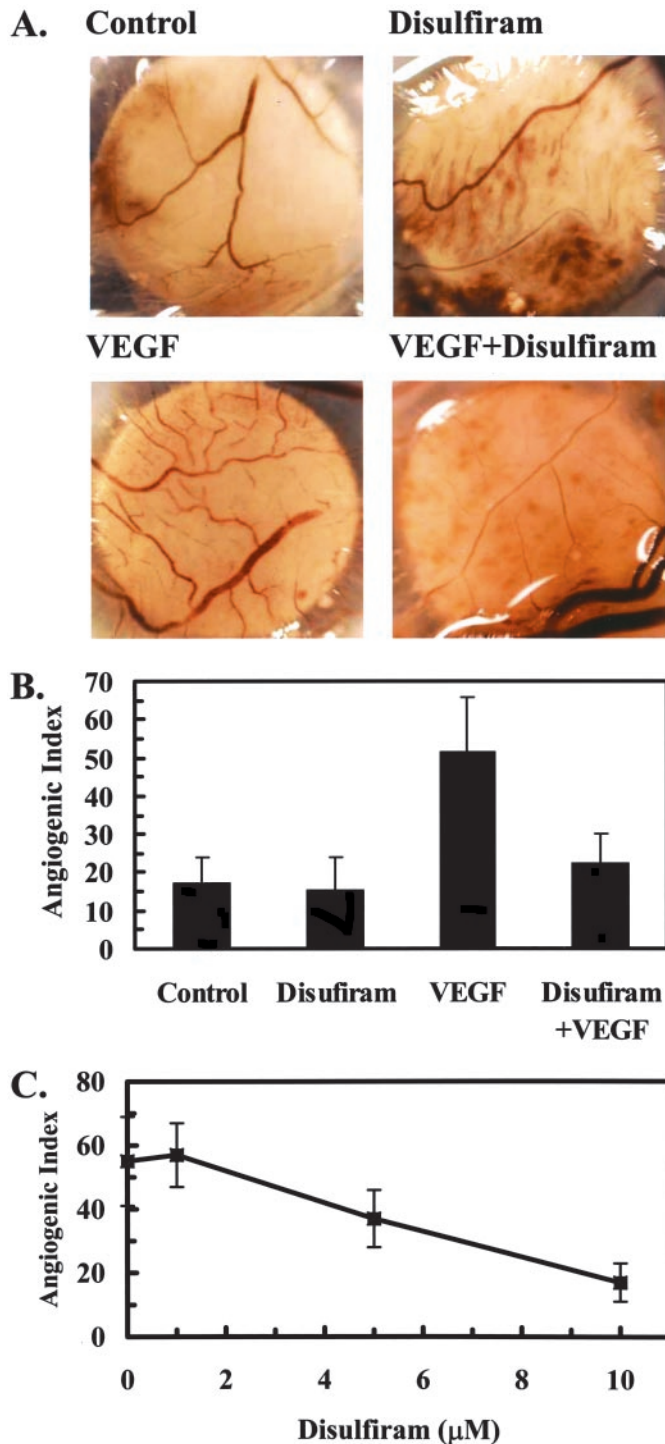 A. Control Disulfiram
VEGF VEGF+Disulfiram
B.
Angiogenic Index
70
60
50
40
30
20
10
0
Control Disufiram VEGF Disufiram
+VEGF
C.
Angiogenic Index
80
60
40
20
0
0 2 4 6 8 10
Disulfiram (µM)